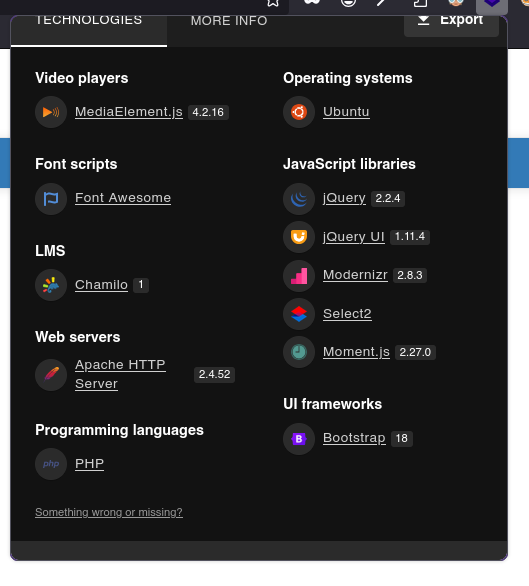 TECHNOLOGIES
MORE INFO
Export
Video players
MediaElement.js 4.2.16
Font scripts
Font Awesome
LMS
Chamilo 1
Web servers
Apache HTTP
Server
2.4.52
Programming languages
php PHP
Something wrong or missing?
Operating systems
Ubuntu
JavaScript libraries
jQuery 2.2.4
jQuery UI 1.11.4
Modernizr 2.8.3
Select2
Moment.js 2.27.0
UI frameworks
B Bootstrap 18